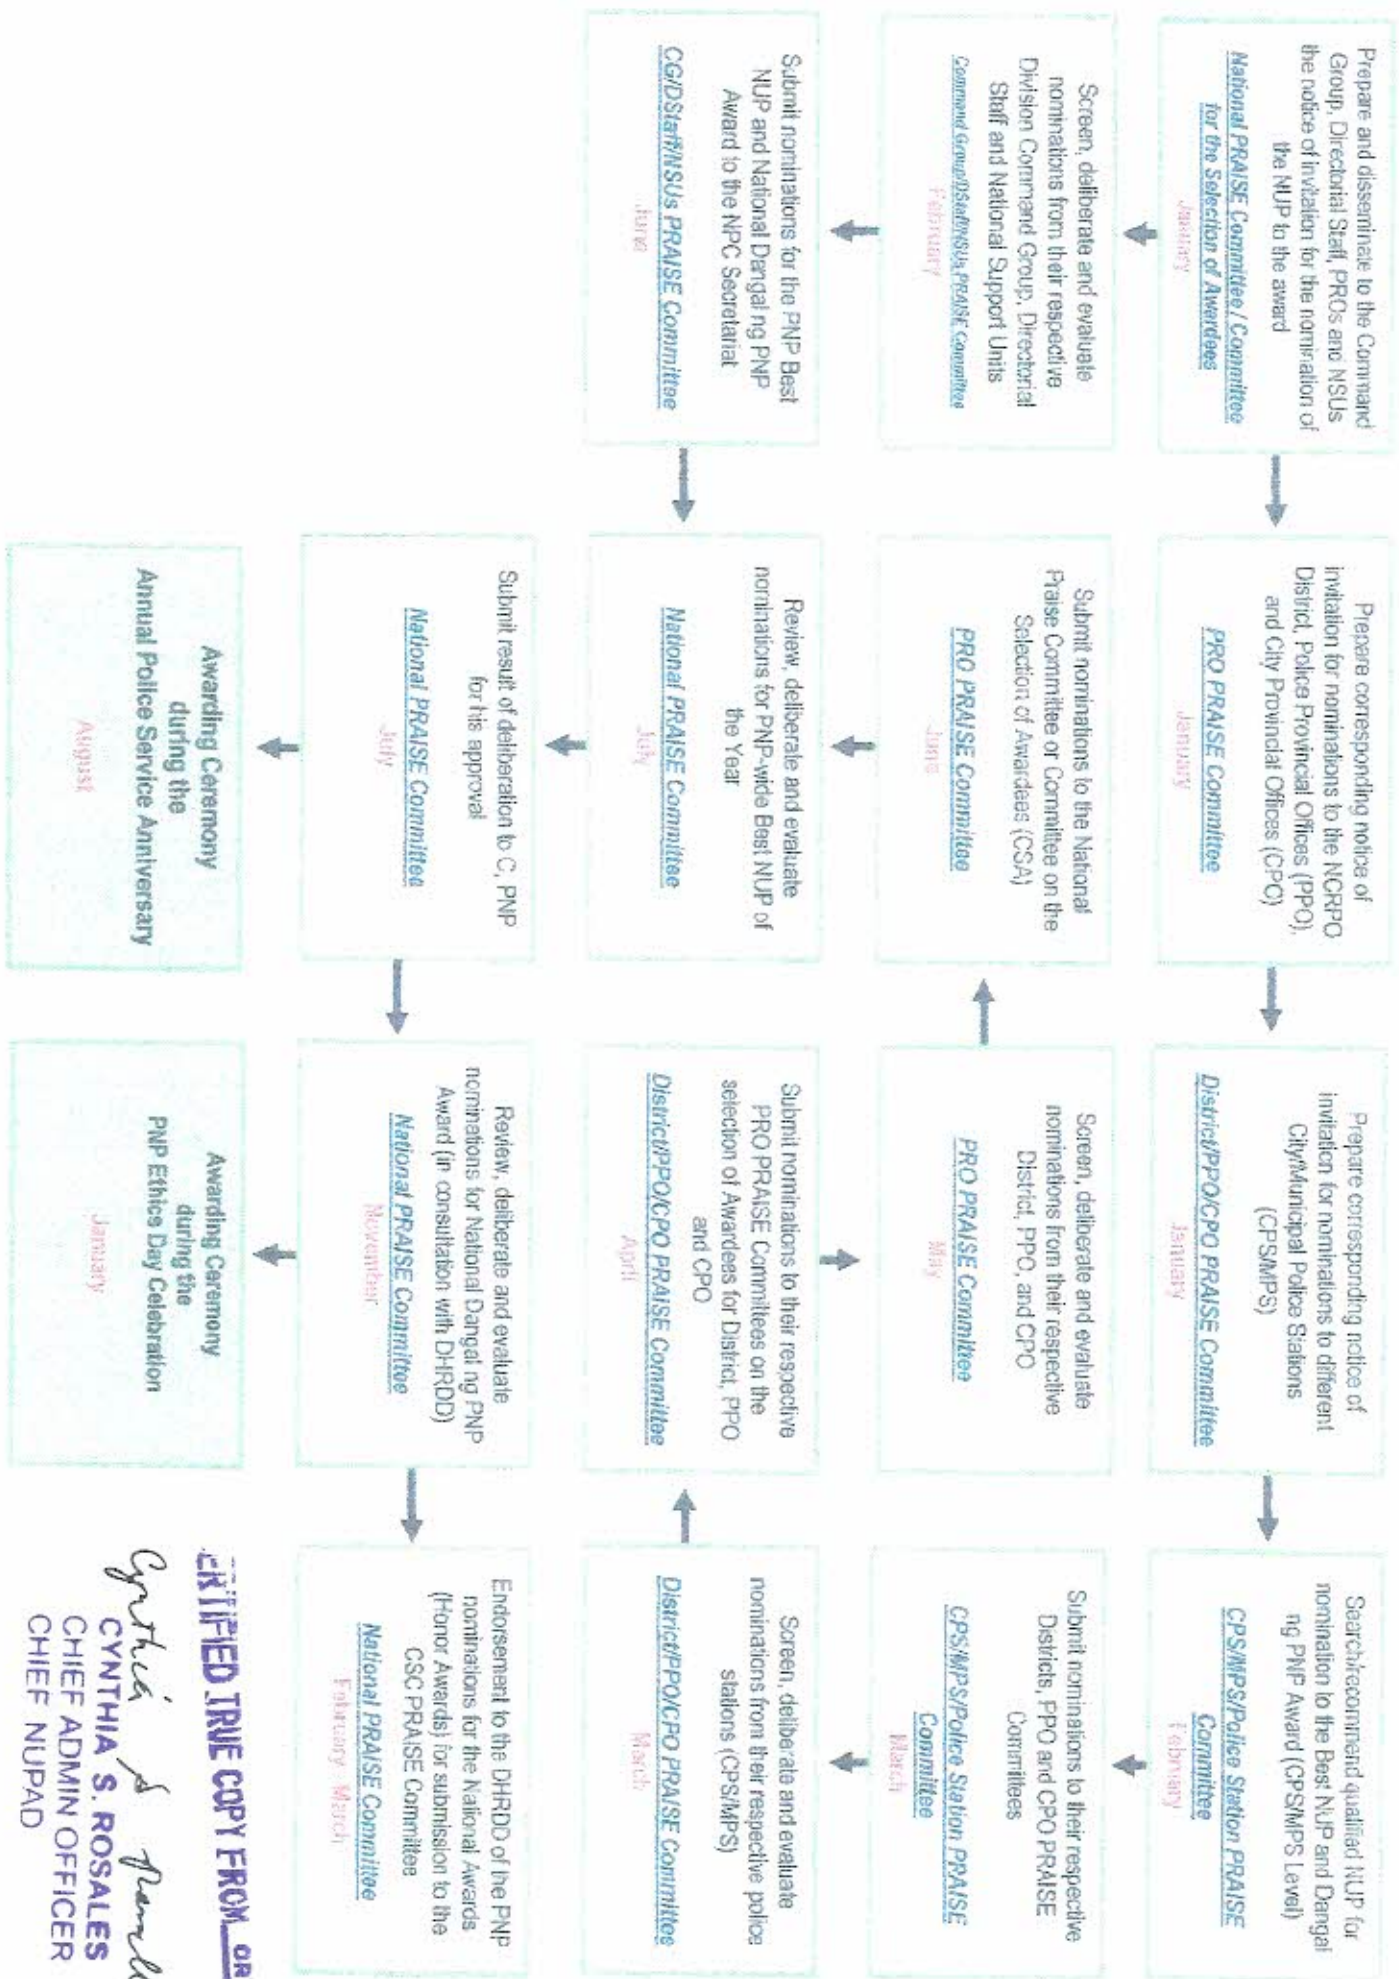 Prepare and disseminate to the Command
Group, Directorial Staff, PROs and NSUs
the notice of invitation for the nomination of
the NUP to the award
National PRAISE Committee / Committee
for the Selection of Awardees
January
Prepare corresponding notice of
invitation for nominations to the NCRPO
District, Police Provincial Offices (PPO),
and City Provincial Offices (CPO)
PRO PRAISE Committee
January
Prepare corresponding notice of
invitation for nominations to different
City/Municipal Police Stations
(CPS/MPS)
District/PPO/CPO PRAISE Committee
January
Search/recommend qualified NUP for
nomination to the Best NUP and Dangal
ng PNP Award (CPS/MPS Level)
CPS/MPS/Police Station PRAISE
Committee
February
Screen, deliberate and evaluate
nominations from their respective
Division Command Group, Directorial
Staff and National Support Units
Command Group/DStaff/NSUs PRAISE Committee
February
Submit nominations to the National
Praise Committee or Committee on the
Selection of Awardees (CSA)
PRO PRAISE Committee
June
Screen, deliberate and evaluate
nominations from their respective
District, PPO, and CPO
PRO PRAISE Committee
May
Submit nominations to their respective
Districts, PPO and CPO PRAISE
Committees
CPS/MPS/Police Station PRAISE
Committee
March
Submit nominations for the PNP Best
NUP and National Dangal ng PNP
Award to the NPC Secretariat
CG/DStaff/NSUs PRAISE Committee
June
Review, deliberate and evaluate
nominations for PNP-wide Best NUP of
the Year
National PRAISE Committee
July
Submit nominations to their respective
PRO PRAISE Committees on the
selection of Awardees for District, PPO
and CPO
District/PPO/CPO PRAISE Committee
April
Screen, deliberate and evaluate
nominations from their respective police
stations (CPS/MPS)
District/PPO/CPO PRAISE Committee
March
Submit result of deliberation to C, PNP
for his approval
National PRAISE Committee
July
Review, deliberate and evaluate
nominations for National Dangal ng PNP
Award (in consultation with DHRDD)
National PRAISE Committee
November
Endorsement to the DHRDD of the PNP
nominations for the National Awards
(Honor Awards) for submission to the
CSC PRAISE Committee
National PRAISE Committee
February - March
Awarding Ceremony
during the
Annual Police Service Anniversary
August
Awarding Ceremony
during the
PNP Ethics Day Celebration
January
ERTIFIED TRUE COPY FROM OR
Cynthia S
CYNTHIA S. ROSALES
CHIEF ADMIN OFFICER
CHIEF NUPAD